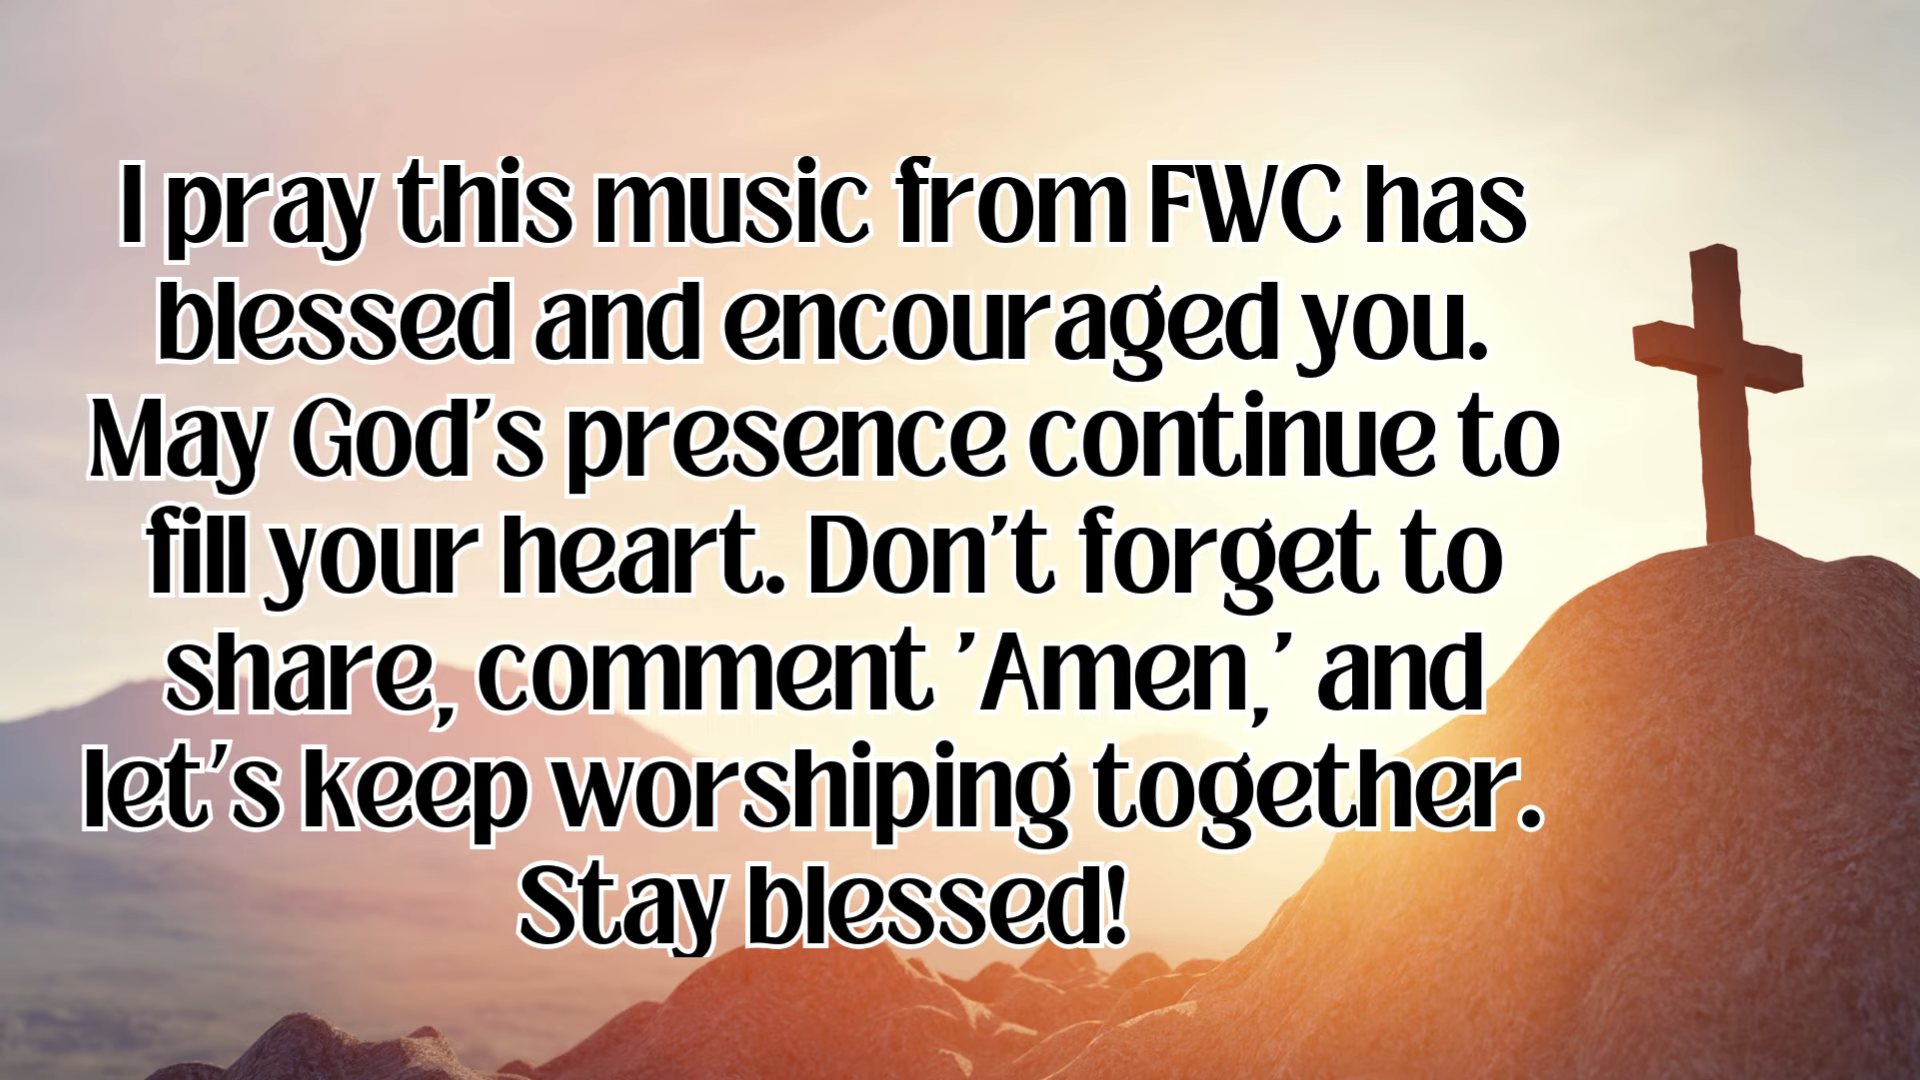 I pray this music from FWC has
blessed and encouraged you.
May God's presence continue to
fill your heart. Don't forget to
share, comment 'Amen,' and
let's keep worshiping together.
Stay blessed!